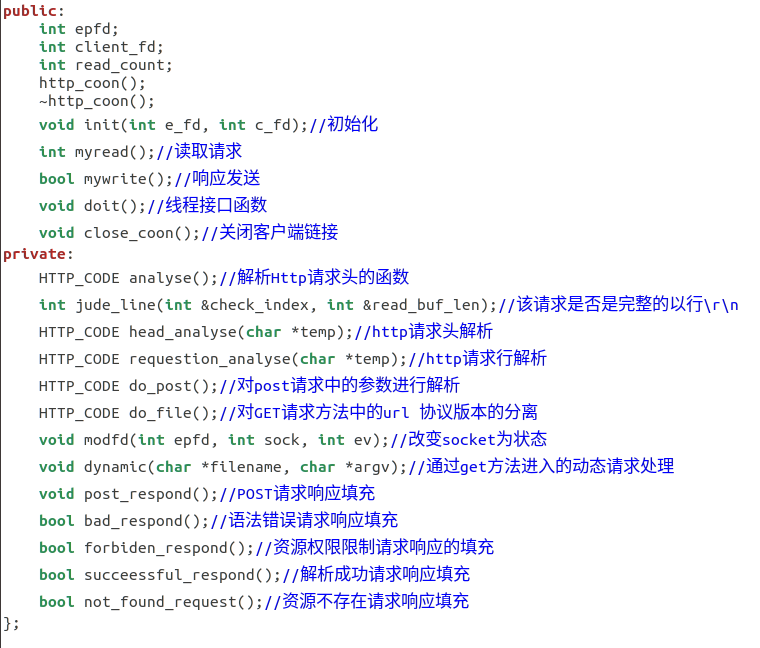 public:
    int epfd;
    int client_fd;
    int read_count;
    http_coon();
    ~http_coon();
    void init(int e_fd, int c_fd);//初始化
    int myread();//读取请求
    bool mywrite();//响应发送
    void doit();//线程接口函数
    void close_coon();//关闭客户端链接
private:
    HTTP_CODE analyse();//解析Http请求头的函数
    int jude_line(int &check_index, int &read_buf_len);//该请求是否是完整的以行\r\n
    HTTP_CODE head_analyse(char *temp);//http请求头解析
    HTTP_CODE requestion_analyse(char *temp);//http请求行解析
    HTTP_CODE do_post();//对post请求中的参数进行解析
    HTTP_CODE do_file();//对GET请求方法中的url 协议版本的分离
    void modfd(int epfd, int sock, int ev);//改变socket为状态
    void dynamic(char *filename, char *argv);//通过get方法进入的动态请求处理
    void post_respond();//POST请求响应填充
    bool bad_respond();//语法错误请求响应填充
    bool forbiden_respond();//资源权限限制请求响应的填充
    bool succeessful_respond();//解析成功请求响应填充
    bool not_found_request();//资源不存在请求响应填充
};